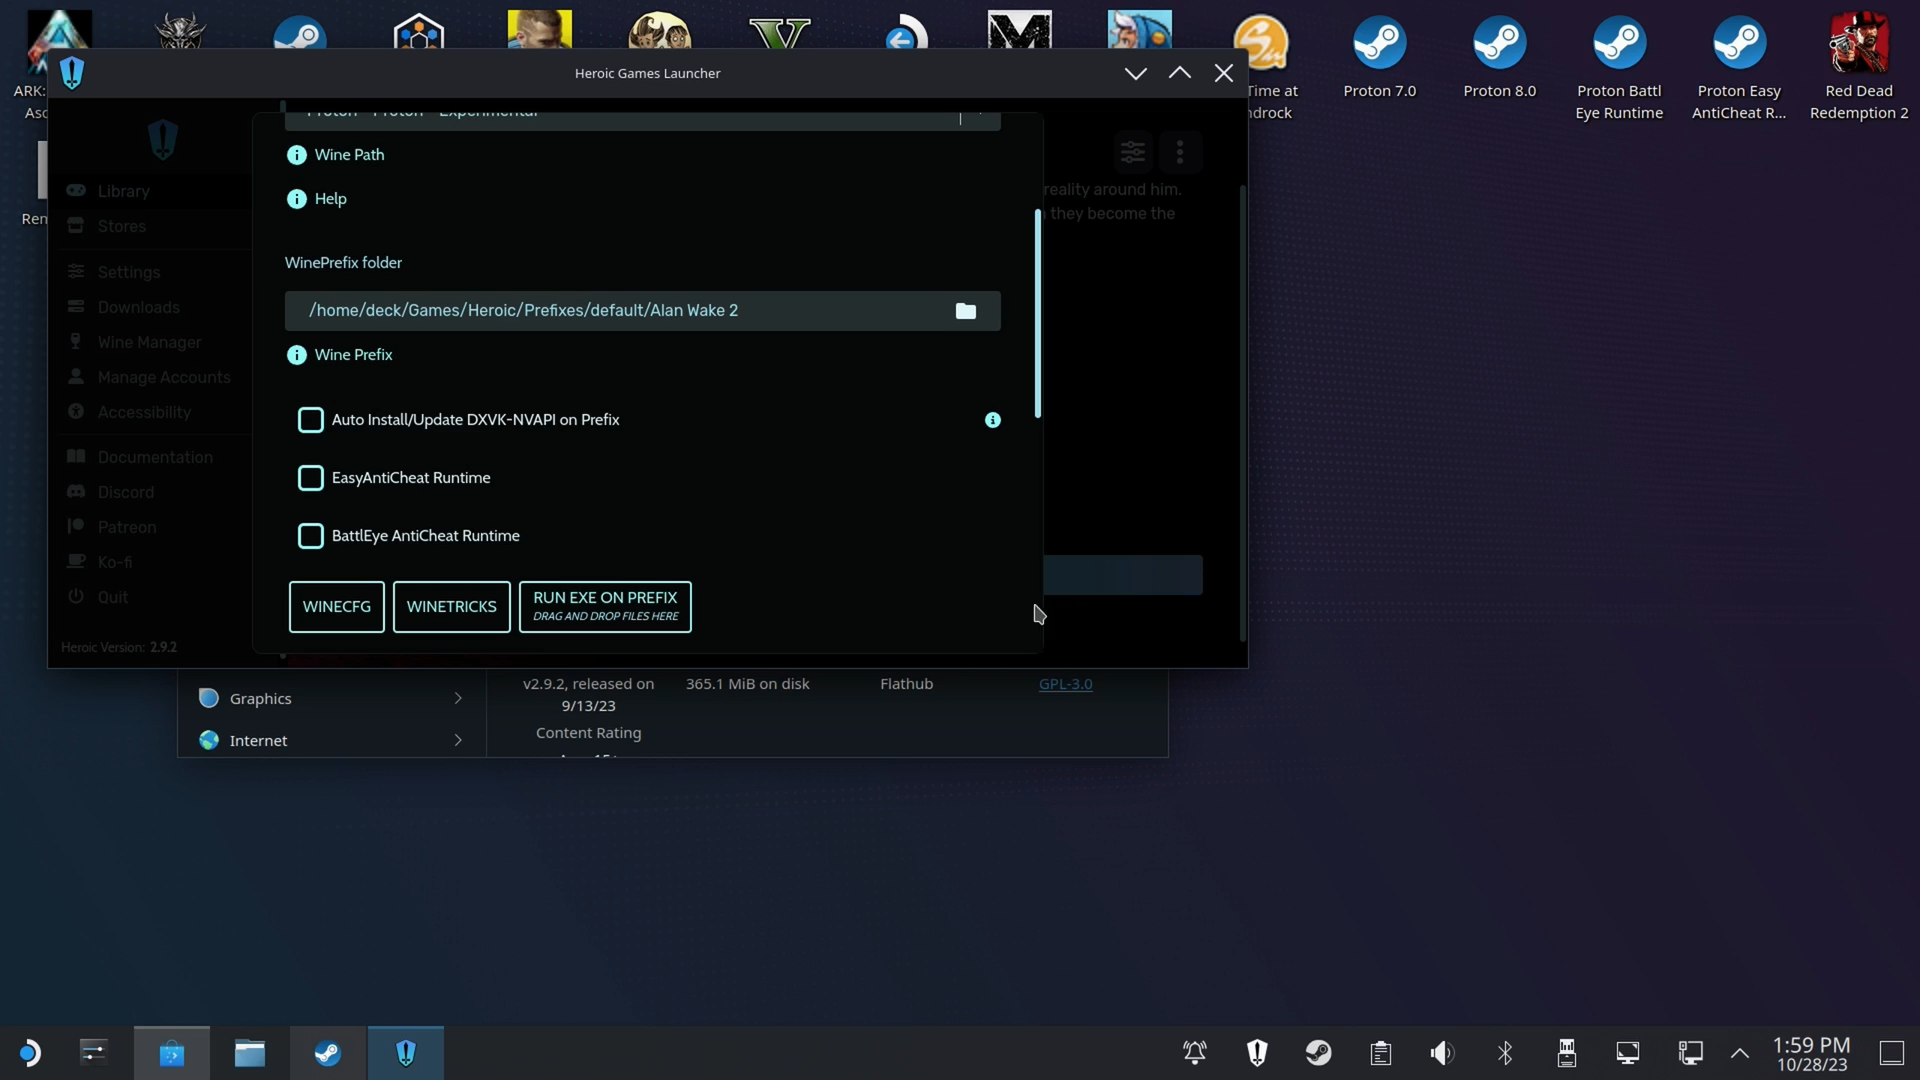 ARK:
Asc
Ren
Time at
ndrock
Proton 7.0
Proton 8.0
Proton Battl
Eye Runtime
Proton Easy
AntiCheat R...
Red Dead
Redemption 2
Heroic Games Launcher
Library
Stores
Settings
Downloads
Wine Manager
Manage Accounts
Accessibility
Documentation
Discord
Patreon
Ko-fi
Quit
Heroic Version: 2.9.2
Proton - Proton - Experimental
Wine Path
Help
WinePrefix folder
/home/deck/Games/Heroic/Prefixes/default/Alan Wake 2
Wine Prefix
Auto Install/Update DXVK-NVAPI on Prefix
EasyAntiCheat Runtime
BattlEye AntiCheat Runtime
WINECFG
WINETRICKS
RUN EXE ON PREFIX
DRAG AND DROP FILES HERE
reality around him.
they become the
Graphics
Internet
v2.9.2, released on
9/13/23
365.1 MiB on disk
Flathub
GPL-3.0
Content Rating
1:59 PM
10/28/23